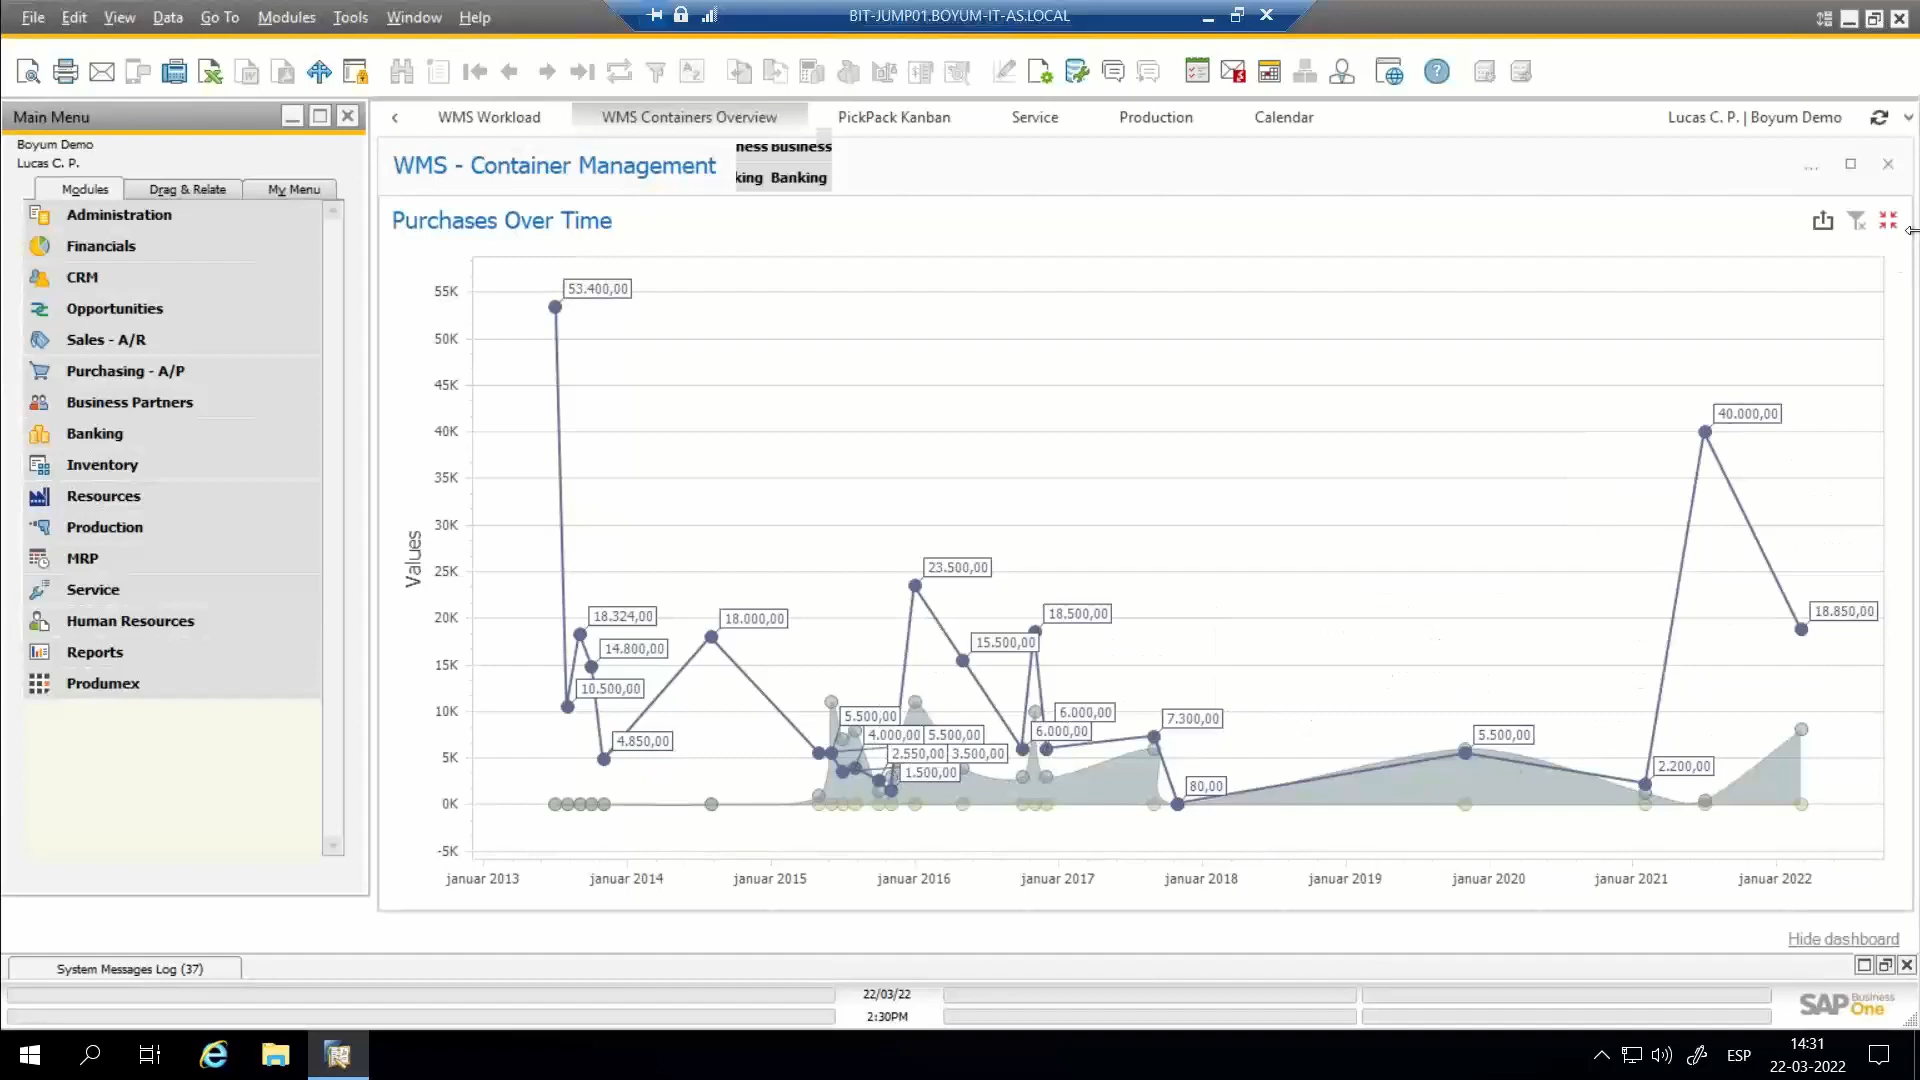 File Edit View Data Go To Modules Tools Window Help
BIT-JUMP01.BOYUM-IT-AS.LOCAL
Main Menu
Boyum Demo
Lucas C. P.
Modules Drag & Relate My Menu
Administration
Financials
CRM
Opportunities
Sales - A/R
Purchasing - A/P
Business Partners
Banking
Inventory
Resources
Production
MRP
Service
Human Resources
Reports
Produmex
WMS Workload WMS Containers Overview PickPack Kanban Service Production Calendar
Lucas C. P. | Boyum Demo
WMS - Container Management
ness Business
king Banking
Purchases Over Time
Values
55K
50K
45K
40K
35K
30K
25K
20K
15K
10K
5K
0K
-5K
53.400,00
18.324,00
14.800,00
10.500,00
4.850,00
18.000,00
5.500,00
4.000,00
5.500,00
2.550,00
3.500,00
1.500,00
23.500,00
15.500,00
18.500,00
6.000,00
6.000,00
7.300,00
80,00
5.500,00
2.200,00
40.000,00
18.850,00
januar 2013 januar 2014 januar 2015 januar 2016 januar 2017 januar 2018 januar 2019 januar 2020 januar 2021 januar 2022
Hide dashboard
System Messages Log (37)
22/03/22
2:30PM
SAP Business One
ESP
14:31
22-03-2022